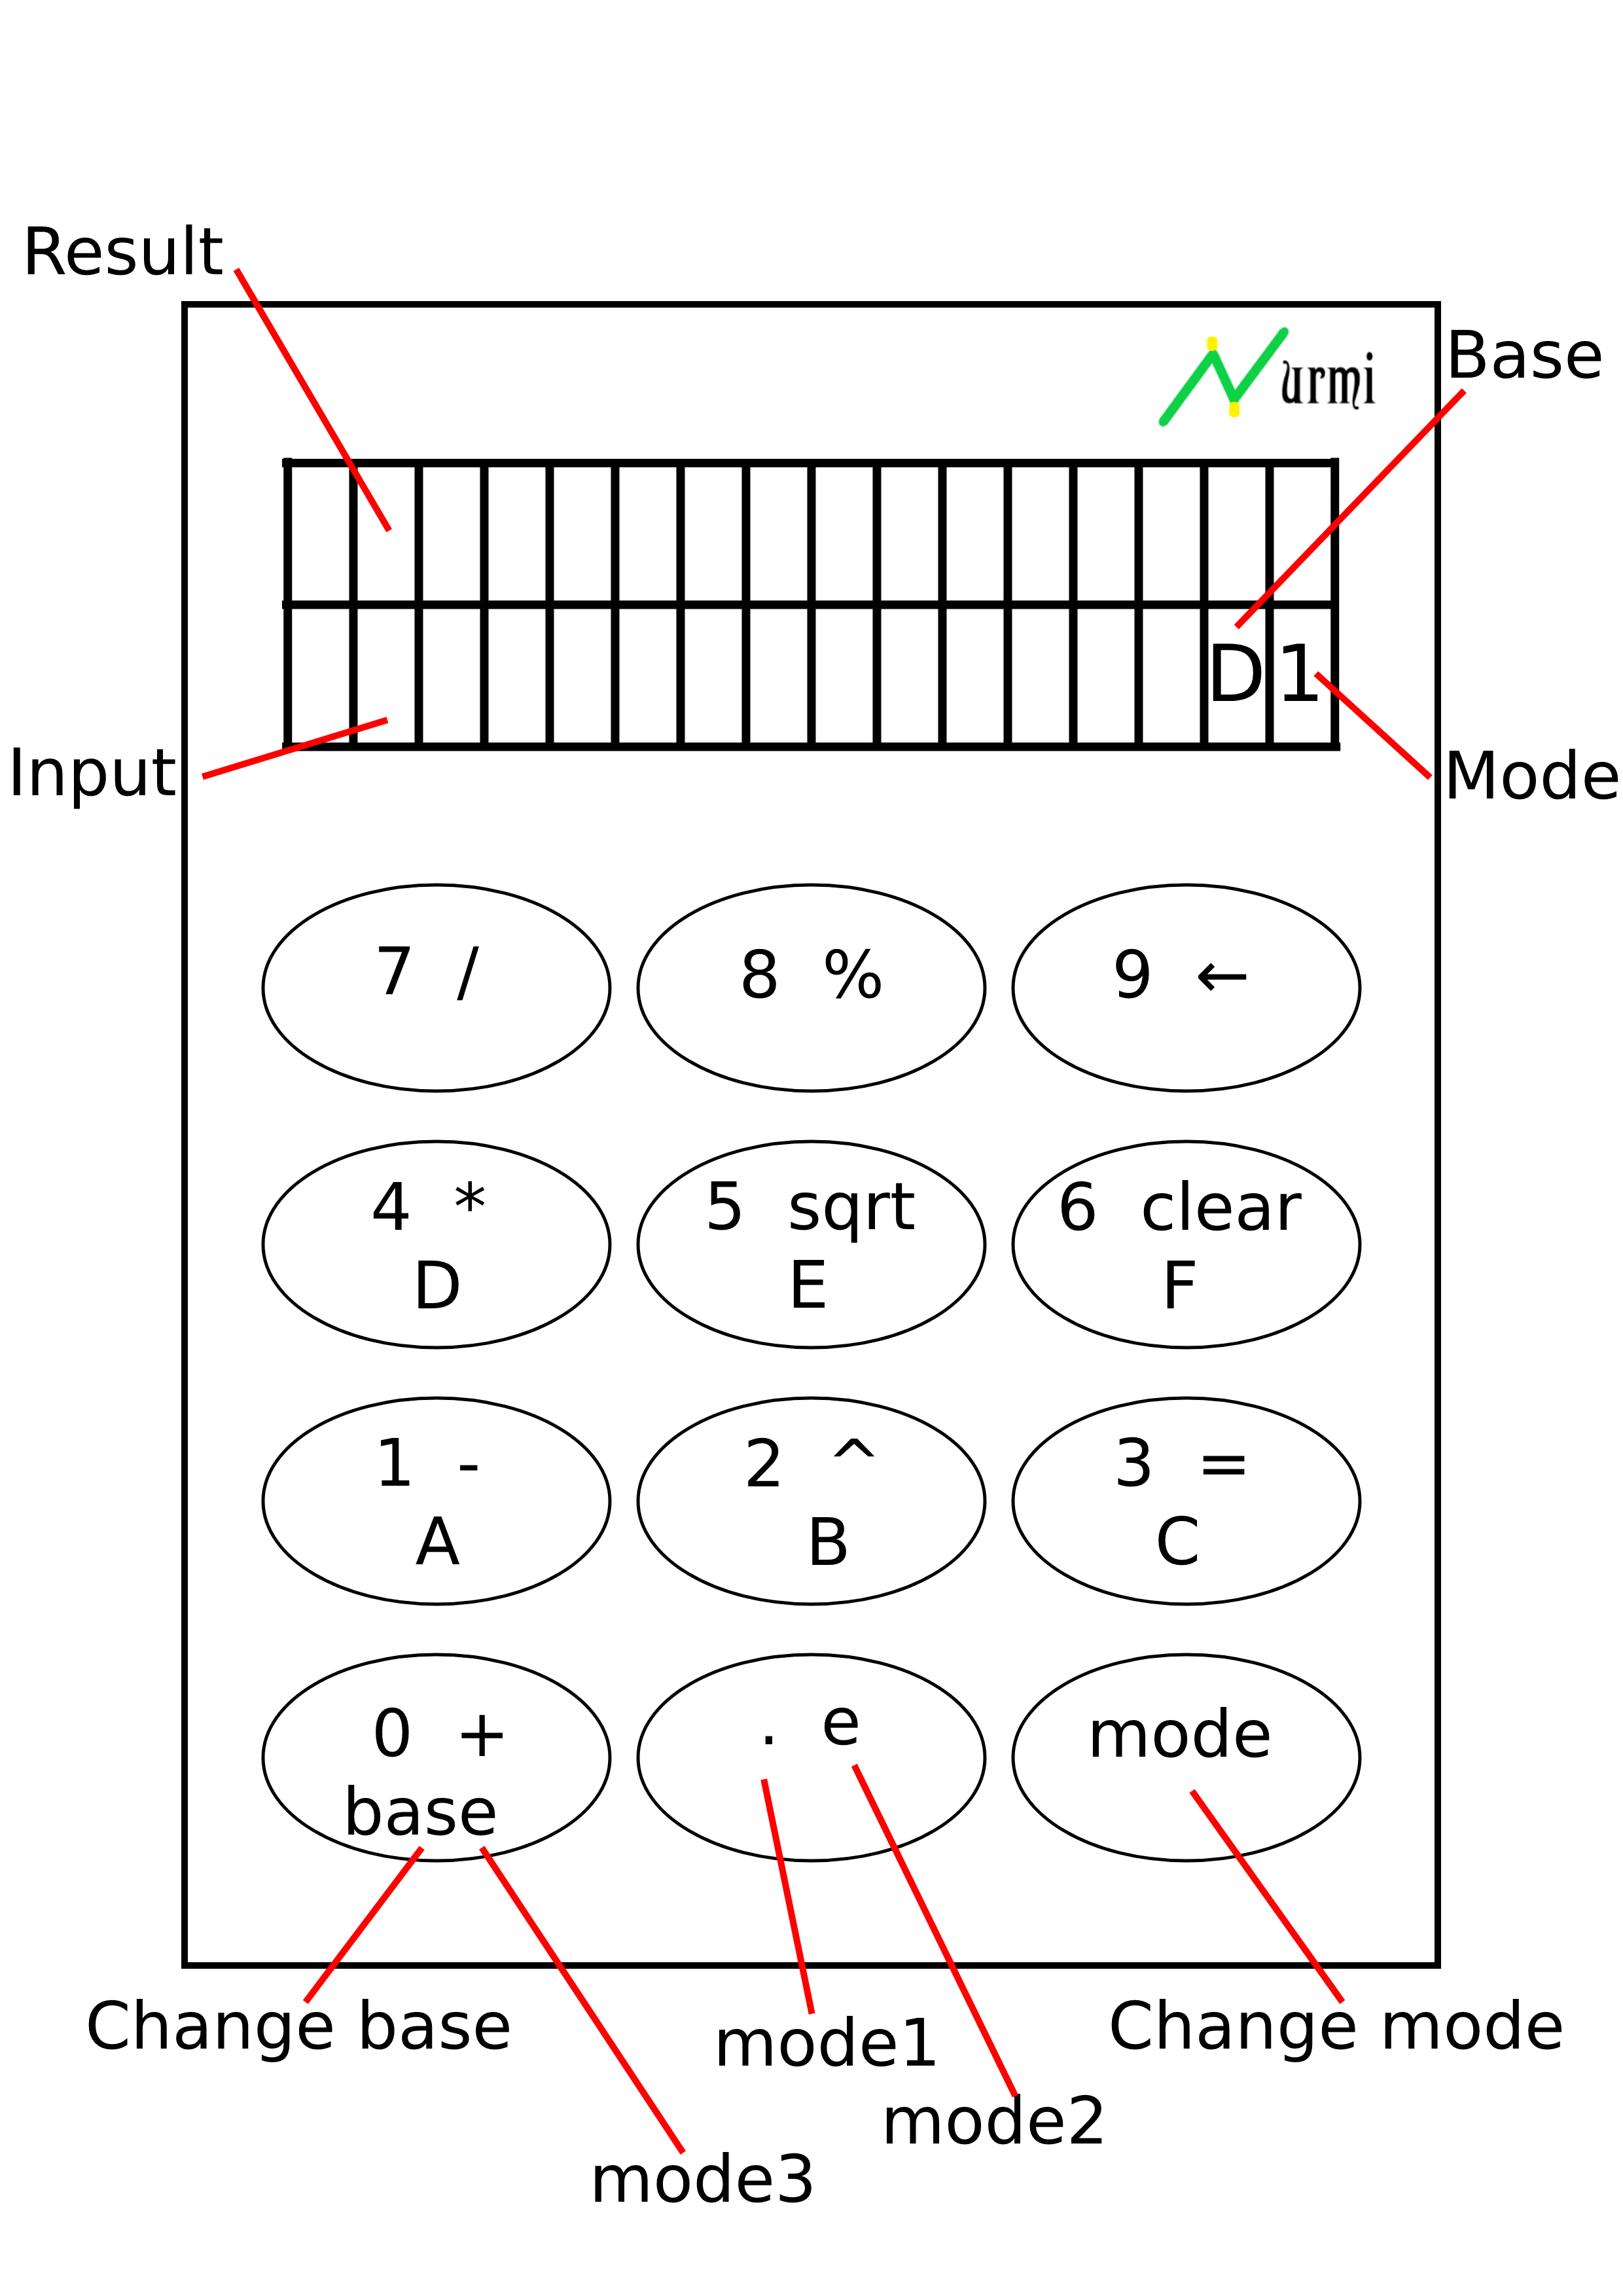 Result
urmi
Base
D 1
Input
Mode
7 /
8 %
9 ←
4 *
D
5 sqrt
E
6 clear
F
1 -
A
2 ^
B
3 =
C
0 +
base
. e
mode
Change base
mode1
Change mode
mode2
mode3